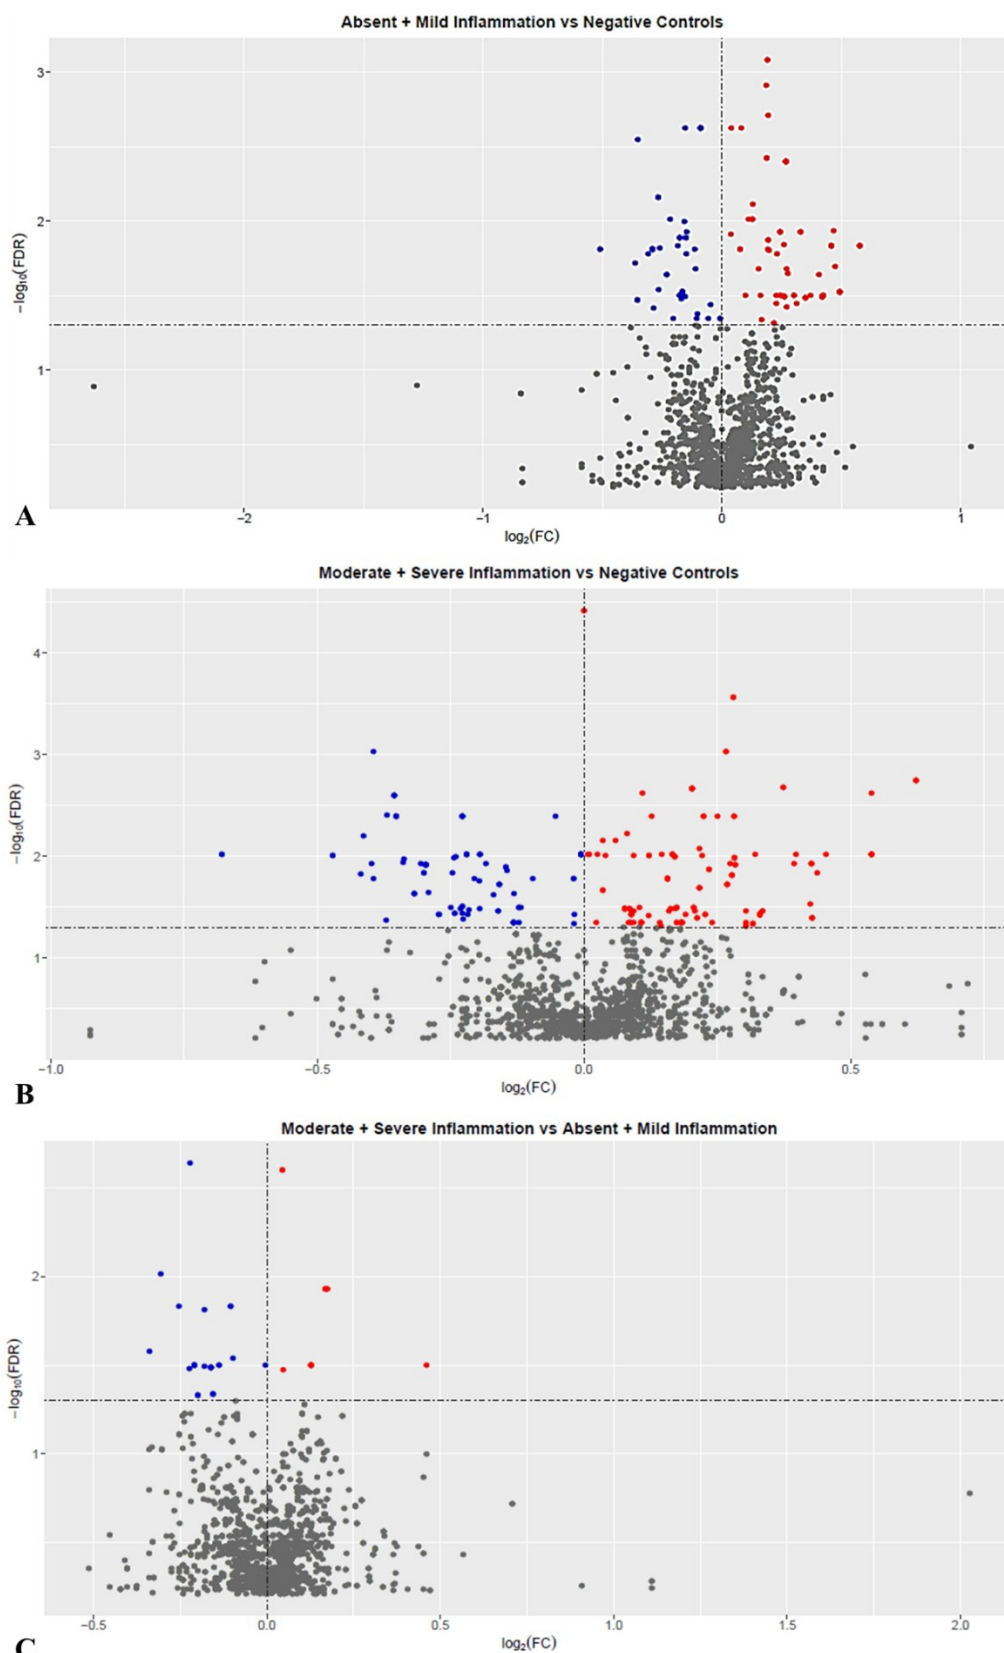 Absent + Mild Inflammation vs Negative Controls
3
2
1
−log₁₀(FDR)
−2
−1
0
1
log₂(FC)
A
Moderate + Severe Inflammation vs Negative Controls
4
3
2
1
−log₁₀(FDR)
−1.0
−0.5
0.0
0.5
log₂(FC)
B
Moderate + Severe Inflammation vs Absent + Mild Inflammation
2
1
−log₁₀(FDR)
−0.5
0.0
0.5
1.0
1.5
2.0
log₂(FC)
C